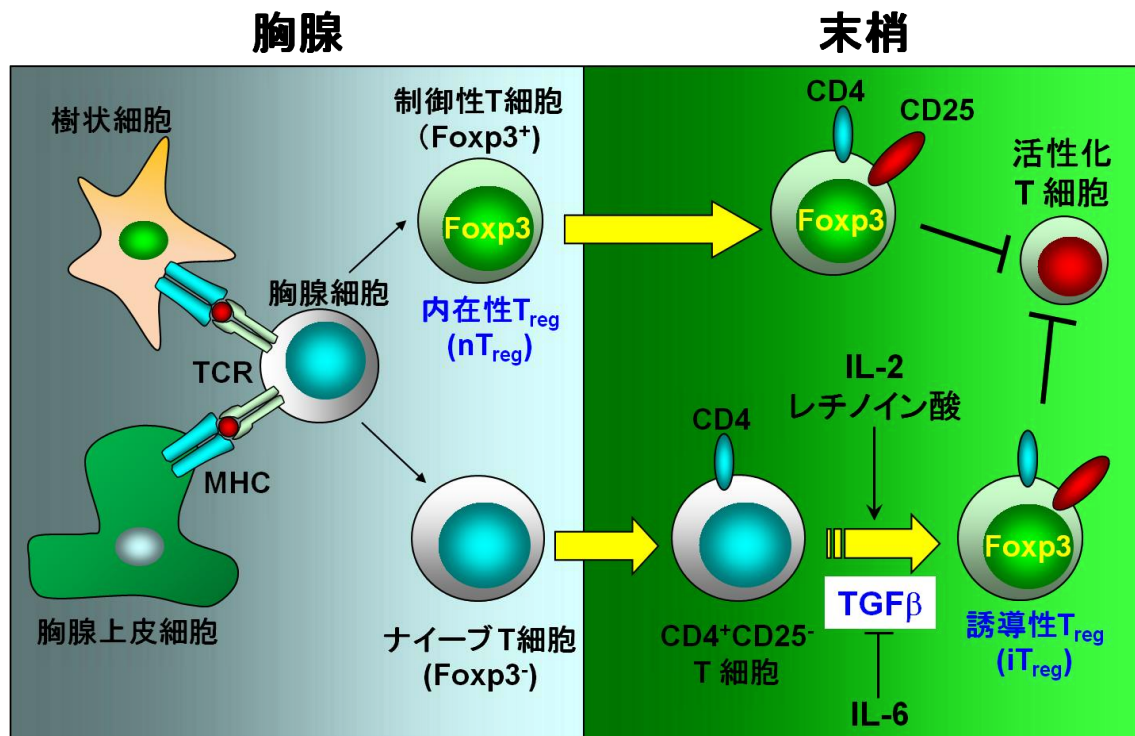 胸腺
末梢
樹状細胞
制御性T細胞
(Foxp3⁺)
Foxp3
内在性Treg
(nTreg)
胸腺細胞
TCR
MHC
胸腺上皮細胞
ナイーブT細胞
(Foxp3⁻)
CD4
CD25
Foxp3
活性化
T 細胞
IL-2
レチノイン酸
CD4
CD4⁺CD25⁻
T 細胞
TGFβ
IL-6
Foxp3
誘導性Treg
(iTreg)